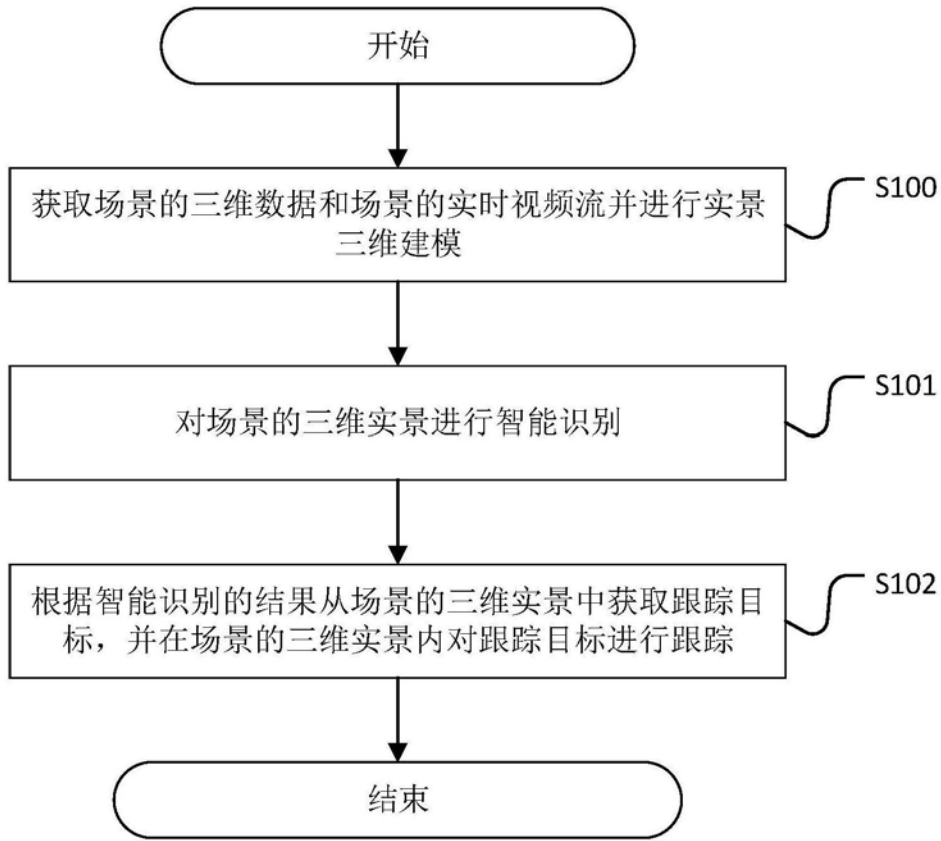 开始
获取场景的三维数据和场景的实时视频流并进行实景
三维建模
S100
对场景的三维实景进行智能识别
S101
根据智能识别的结果从场景的三维实景中获取跟踪目
标，并在场景的三维实景内对跟踪目标进行跟踪
S102
结束